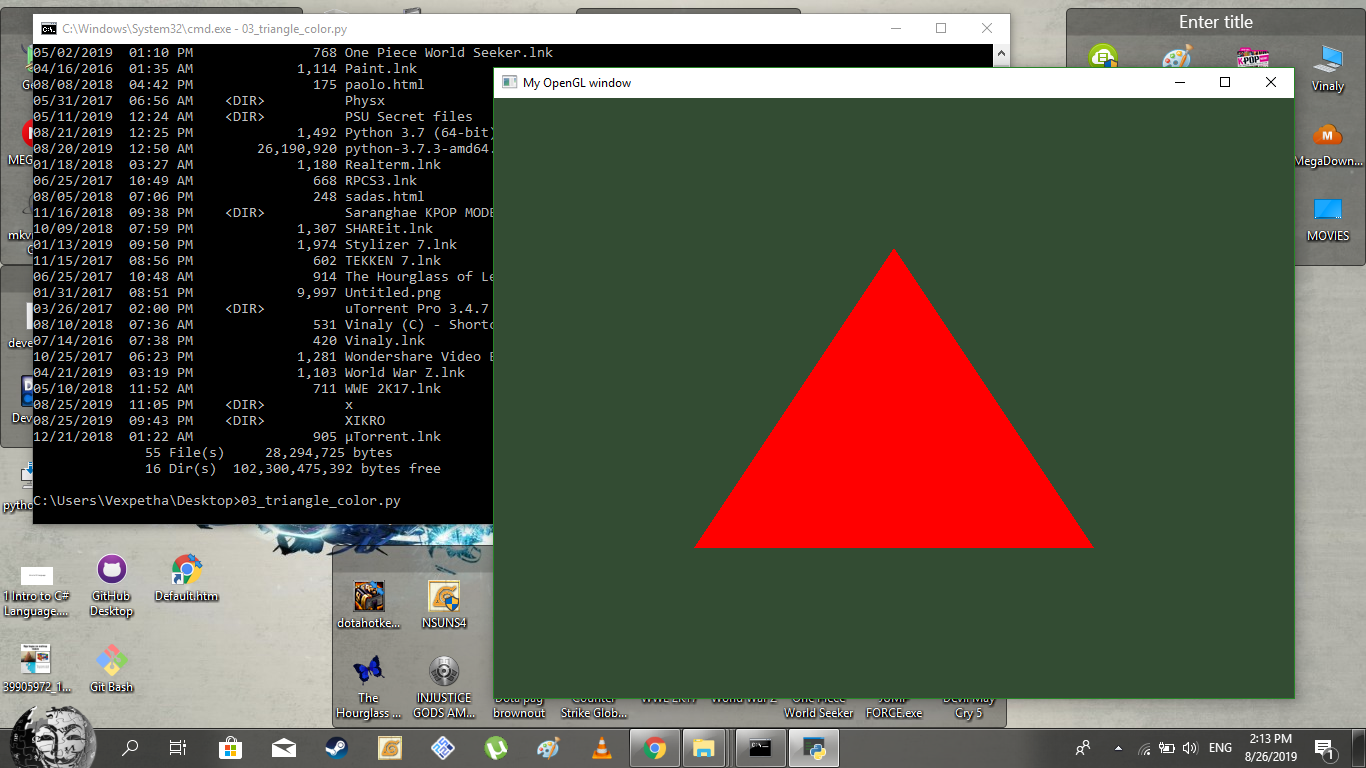 C:\Windows\System32\cmd.exe - 03_triangle_color.py
05/02/2019 01:10 PM 768 One Piece World Seeker.lnk
04/16/2016 01:35 AM 1,114 Paint.lnk
08/08/2018 04:42 PM 175 paolo.html
05/31/2017 06:56 AM <DIR> Physx
05/11/2019 12:24 AM <DIR> PSU Secret files
08/21/2019 12:25 PM 1,492 Python 3.7 (64-bit)
08/20/2019 12:50 AM 26,190,920 python-3.7.3-amd64.
01/18/2018 03:27 AM 1,180 Realterm.lnk
06/25/2017 10:49 AM 668 RPCS3.lnk
08/05/2018 07:06 PM 248 sadas.html
11/16/2018 09:38 PM <DIR> Saranghae KPOP MODE
10/09/2018 07:59 PM 1,307 SHAREit.lnk
01/13/2019 09:50 PM 1,974 Stylizer 7.lnk
11/15/2017 08:56 PM 602 TEKKEN 7.lnk
06/25/2017 10:48 AM 914 The Hourglass of Le
01/31/2017 08:51 PM 9,997 Untitled.png
03/26/2017 02:00 PM <DIR> uTorrent Pro 3.4.7
08/10/2018 07:36 AM 531 Vinaly (C) - Shortc
07/14/2016 07:38 PM 420 Vinaly.lnk
10/25/2017 06:23 PM 1,281 Wondershare Video E
04/21/2019 03:19 PM 1,103 World War Z.lnk
05/10/2018 11:52 AM 711 WWE 2K17.lnk
08/25/2019 11:05 PM <DIR> x
08/25/2019 09:43 PM <DIR> XIKRO
12/21/2018 01:22 AM 905 µTorrent.lnk
55 File(s) 28,294,725 bytes
16 Dir(s) 102,300,475,392 bytes free
C:\Users\Vexpetha\Desktop>03_triangle_color.py
My OpenGL window
Enter title
KPOP
Vinaly
MegaDown...
MOVIES
1 Intro to C#
Language....
GitHub
Desktop
Default.htm
39905972_1...
Git Bash
dotahotke...
NSUNS4
The
Hourglass ...
INJUSTICE
GODS AM...
Dota pag
brownout
Counter
Strike Glob...
WWE 2K17
World War Z
One Piece
World Seeker
JUMP
FORCE.exe
Devil May
Cry 5
ENG
2:13 PM
8/26/2019
1